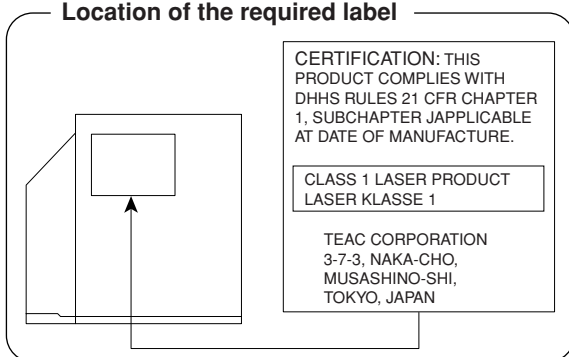 Location of the required label
CERTIFICATION: THIS
PRODUCT COMPLIES WITH
DHHS RULES 21 CFR CHAPTER
1, SUBCHAPTER JAPPLICABLE
AT DATE OF MANUFACTURE.
CLASS 1 LASER PRODUCT
LASER KLASSE 1
TEAC CORPORATION
3-7-3, NAKA-CHO,
MUSASHINO-SHI,
TOKYO, JAPAN